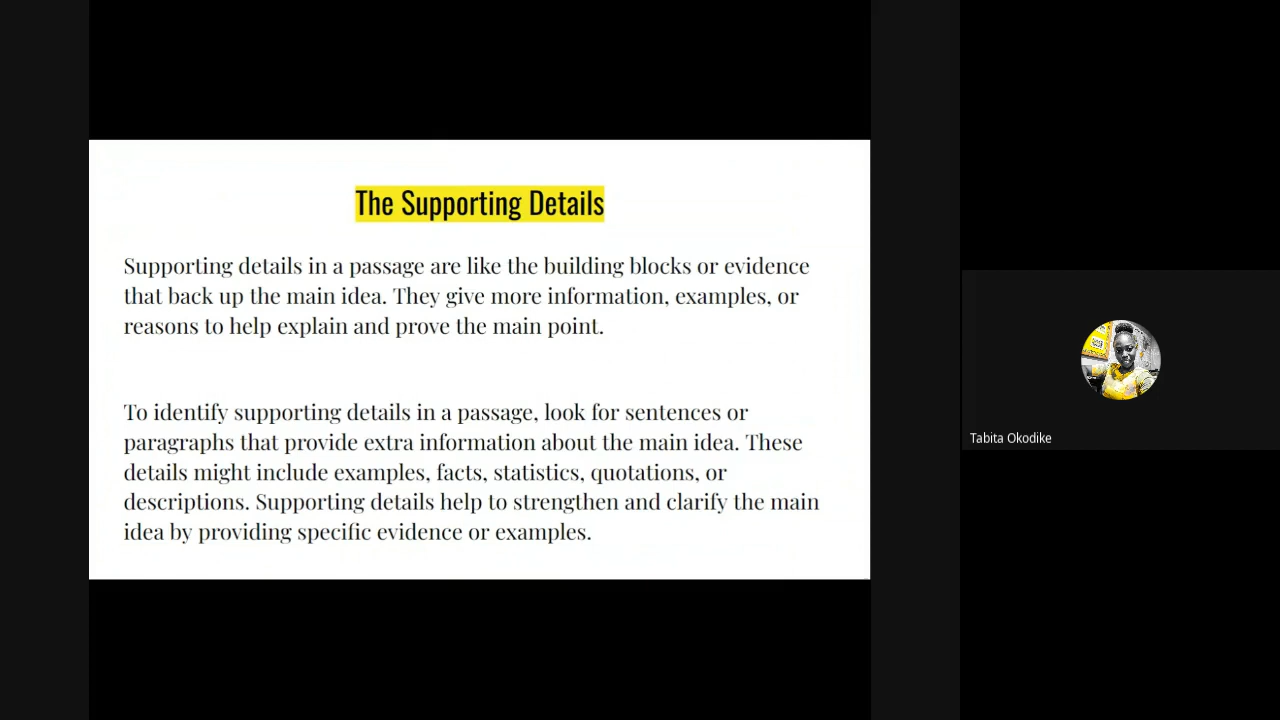 The Supporting Details
Supporting details in a passage are like the building blocks or evidence
that back up the main idea. They give more information, examples, or
reasons to help explain and prove the main point.
To identify supporting details in a passage, look for sentences or
paragraphs that provide extra information about the main idea. These
details might include examples, facts, statistics, quotations, or
descriptions. Supporting details help to strengthen and clarify the main
idea by providing specific evidence or examples.
Tabita Okodike